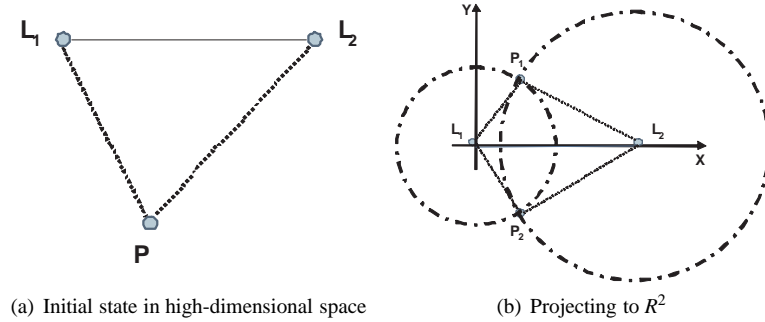 L1
L2
P
Y
P1
L1
L2
X
P2
(a) Initial state in high-dimensional space
(b) Projecting to R²